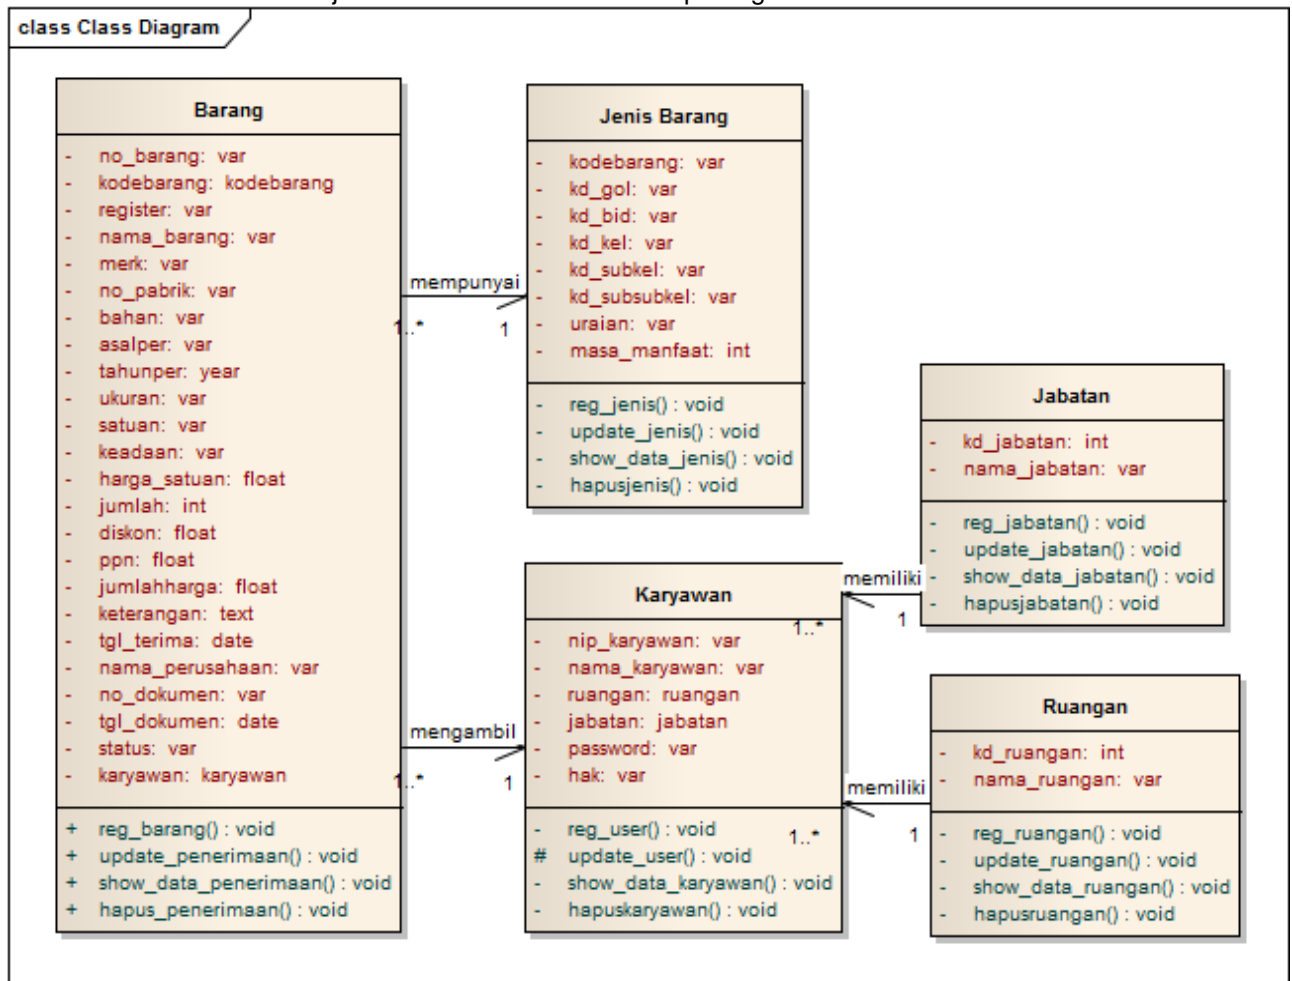 class Class Diagram
Barang
- no_barang: var
- kodebarang: kodebarang
- register: var
- nama_barang: var
- merk: var
- no_pabrik: var
- bahan: var
- asalper: var
- tahunper: year
- ukuran: var
- satuan: var
- keadaan: var
- harga_satuan: float
- jumlah: int
- diskon: float
- ppn: float
- jumlahharga: float
- keterangan: text
- tgl_terima: date
- nama_perusahaan: var
- no_dokumen: var
- tgl_dokumen: date
- status: var
- karyawan: karyawan
+ reg_barang() : void
+ update_penerimaan() : void
+ show_data_penerimaan() : void
+ hapus_penerimaan() : void
mempunyai
1..*
1
Jenis Barang
- kodebarang: var
- kd_gol: var
- kd_bid: var
- kd_kel: var
- kd_subkel: var
- kd_subsubkel: var
- uraian: var
- masa_manfaat: int
- reg_jenis() : void
- update_jenis() : void
- show_data_jenis() : void
- hapusjenis() : void
mengambil
1..*
1
Karyawan
- nip_karyawan: var
- nama_karyawan: var
- ruangan: ruangan
- jabatan: jabatan
- password: var
- hak: var
- reg_user() : void
# update_user() : void
- show_data_karyawan() : void
- hapuskaryawan() : void
memiliki
1..*
1
Jabatan
- kd_jabatan: int
- nama_jabatan: var
- reg_jabatan() : void
- update_jabatan() : void
- show_data_jabatan() : void
- hapusjabatan() : void
memiliki
1..*
1
Ruangan
- kd_ruangan: int
- nama_ruangan: var
- reg_ruangan() : void
- update_ruangan() : void
- show_data_ruangan() : void
- hapusruangan() : void